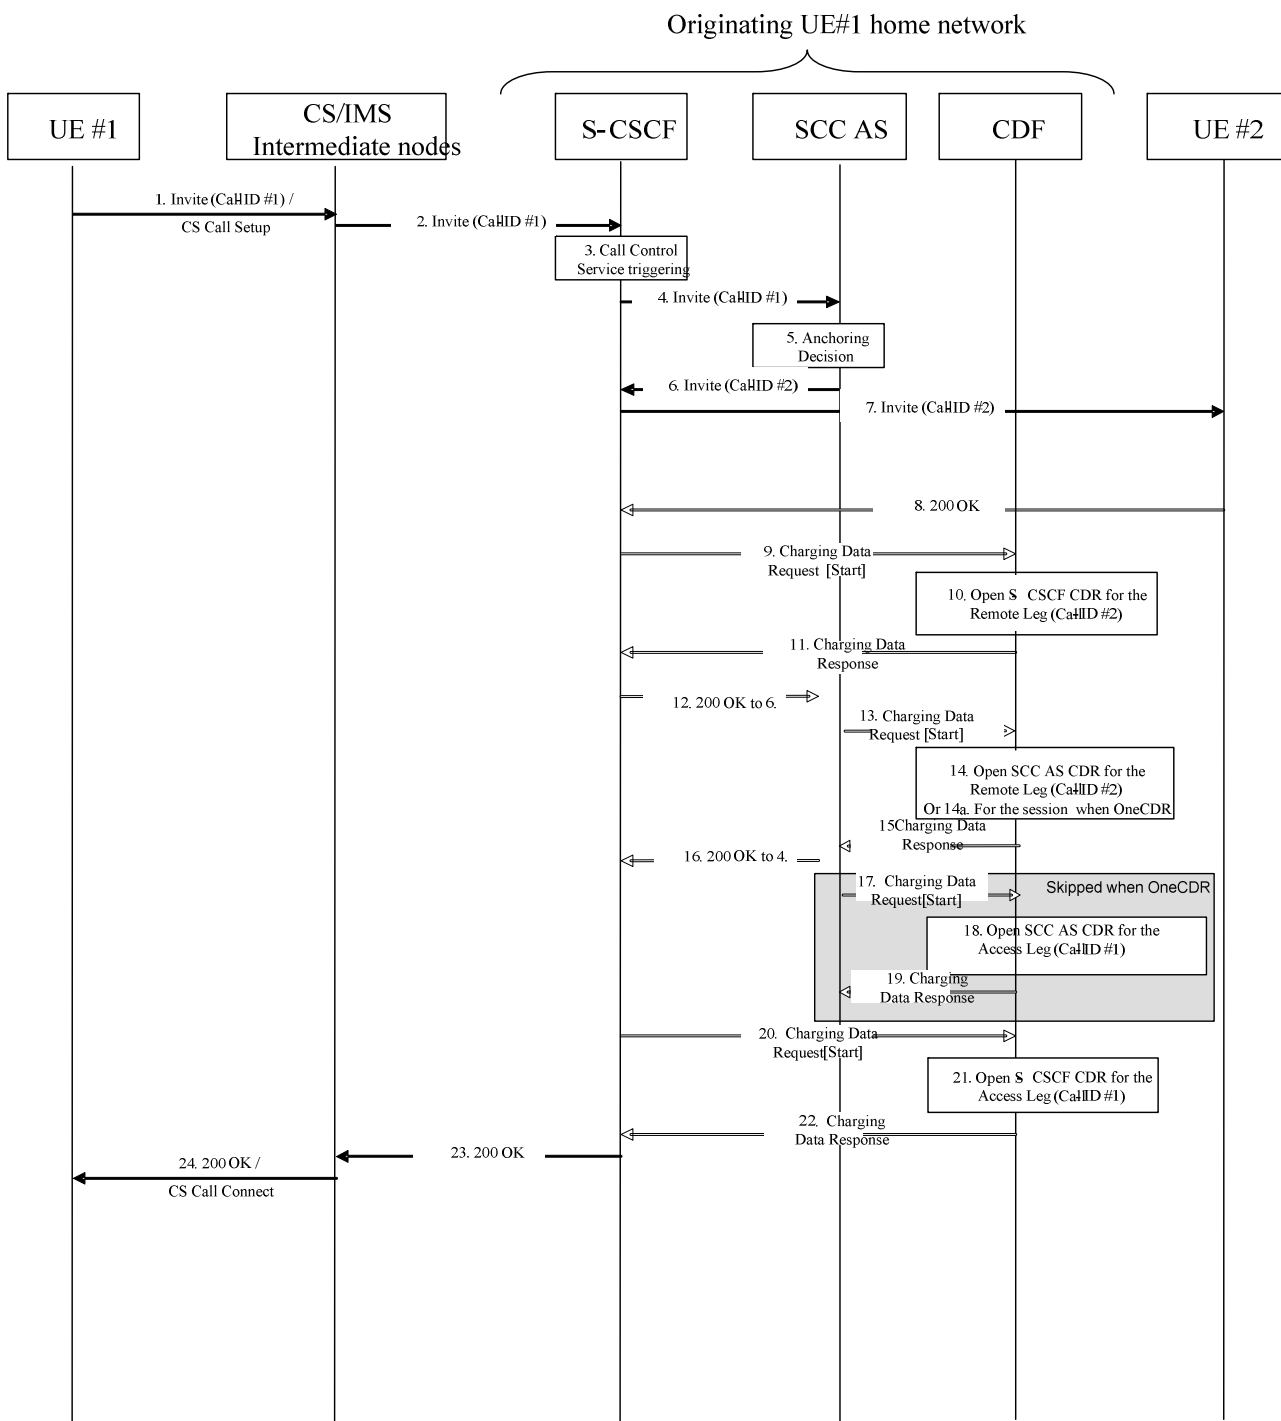 Originating UE#1 home network
UE #1
CS/IMS
Intermediate nodes
S-CSCF
SCC AS
CDF
UE #2
1. Invite (Call-ID #1) /
CS Call Setup
2. Invite (Call-ID #1)
3. Call Control
Service triggering
4. Invite (Call-ID #1)
5. Anchoring
Decision
6. Invite (Call-ID #2)
7. Invite (Call-ID #2)
8. 200 OK
9. Charging Data
Request [Start]
10. Open S-CSCF CDR for the
Remote Leg (Call-ID #2)
11. Charging Data
Response
12. 200 OK to 6.
13. Charging Data
Request [Start]
14. Open SCC AS CDR for the
Remote Leg (Call-ID #2)
Or 14a. For the session when OneCDR
15Charging Data
Response
16. 200 OK to 4.
Skipped when OneCDR
17. Charging Data
Request[Start]
18. Open SCC AS CDR for the
Access Leg (Call-ID #1)
19. Charging
Data Response
20. Charging Data
Request[Start]
21. Open S-CSCF CDR for the
Access Leg (Call-ID #1)
22. Charging
Data Response
23. 200 OK
24. 200 OK /
CS Call Connect